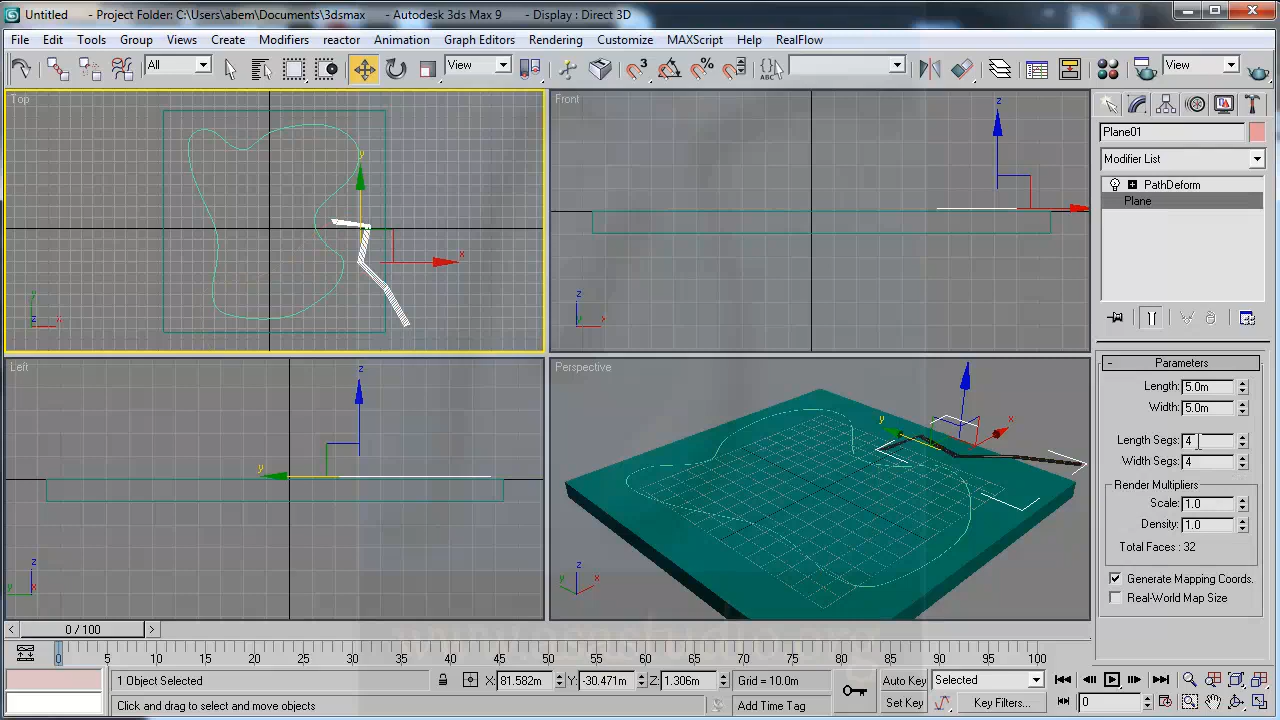 Untitled - Project Folder: C:\Users\abem\Documents\3dsmax - Autodesk 3ds Max 9 - Display : Direct 3D
File Edit Tools Group Views Create Modifiers reactor Animation Graph Editors Rendering Customize MAXScript Help RealFlow
All View 3 % ABC View
Top
Front
Plane01
Modifier List
PathDeform
Plane
y
x
z
x
y
z
x
z
y
x
Left
Perspective
Parameters
Length: 5.0m
Width: 5.0m
Length Segs: 4
Width Segs: 4
Render Multipliers
Scale: 1.0
Density: 1.0
Total Faces : 32
Generate Mapping Coords.
Real-World Map Size
z
y
y
z
x
y
x
z
y
x
0 / 100
0 5 10 15 20 25 30 35 40 45 50 55 60 65 70 75 80 85 90 95 100
1 Object Selected X: 81.582m Y: -30.471m Z: 1.306m Grid = 10.0m Auto Key Selected
Click and drag to select and move objects Add Time Tag Set Key Key Filters... 0